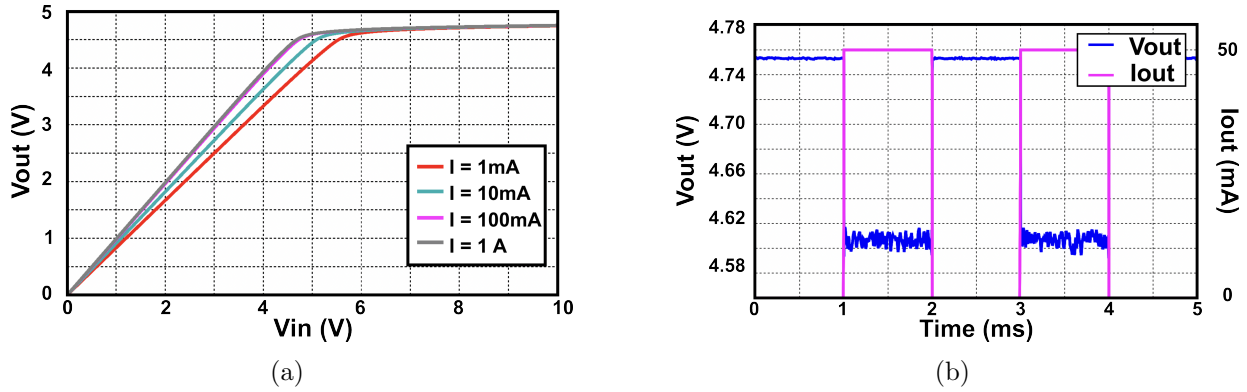 5
4
3
2
1
0
Vout (V)
0
2
4
6
8
10
Vin (V)
I = 1mA
I = 10mA
I = 100mA
I = 1 A
(a)
4.78
4.74
4.70
4.66
4.62
4.58
Vout (V)
Vout
Iout
50
0
Iout (mA)
0
1
2
3
4
5
Time (ms)
(b)